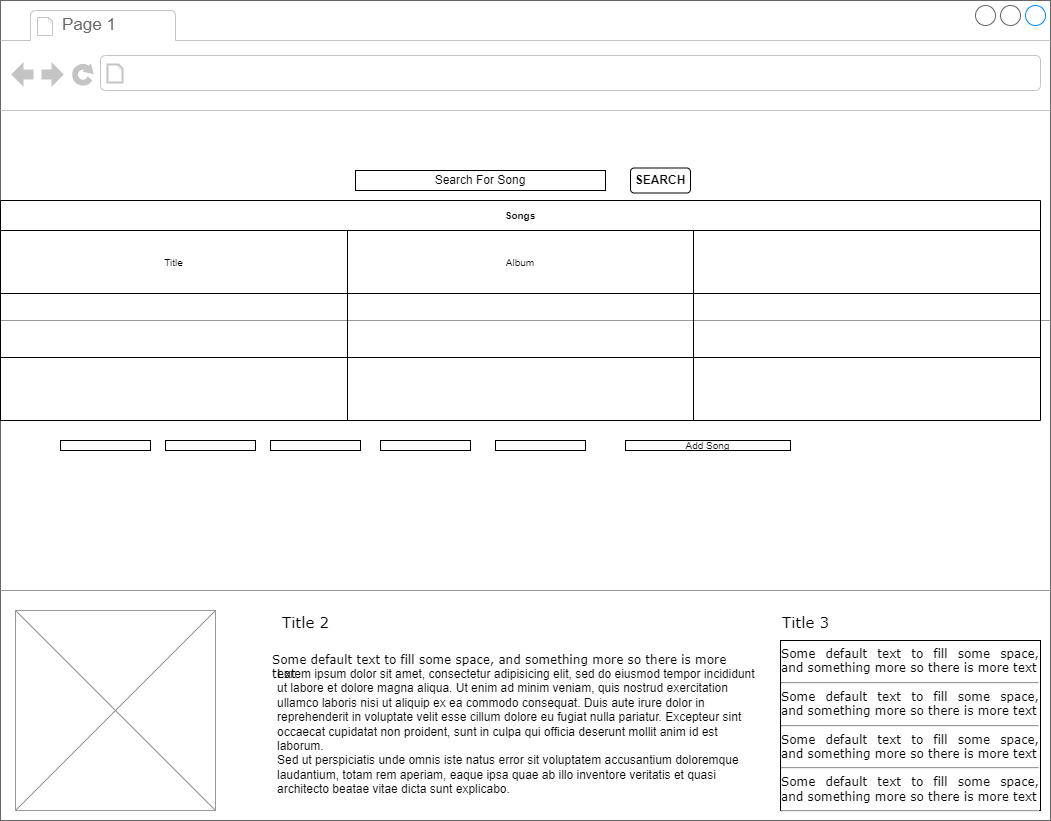 Page 1
Search For Song
SEARCH
Songs
Title
Album
Add Song
Title 2
Some default text to fill some space, and something more so there is more
text
Lorem ipsum dolor sit amet, consectetur adipisicing elit, sed do eiusmod tempor incididunt
ut labore et dolore magna aliqua. Ut enim ad minim veniam, quis nostrud exercitation
ullamco laboris nisi ut aliquip ex ea commodo consequat. Duis aute irure dolor in
reprehenderit in voluptate velit esse cillum dolore eu fugiat nulla pariatur. Excepteur sint
occaecat cupidatat non proident, sunt in culpa qui officia deserunt mollit anim id est
laborum.
Sed ut perspiciatis unde omnis iste natus error sit voluptatem accusantium doloremque
laudantium, totam rem aperiam, eaque ipsa quae ab illo inventore veritatis et quasi
architecto beatae vitae dicta sunt explicabo.
Title 3
Some default text to fill some space,
and something more so there is more text
Some default text to fill some space,
and something more so there is more text
Some default text to fill some space,
and something more so there is more text
Some default text to fill some space,
and something more so there is more text